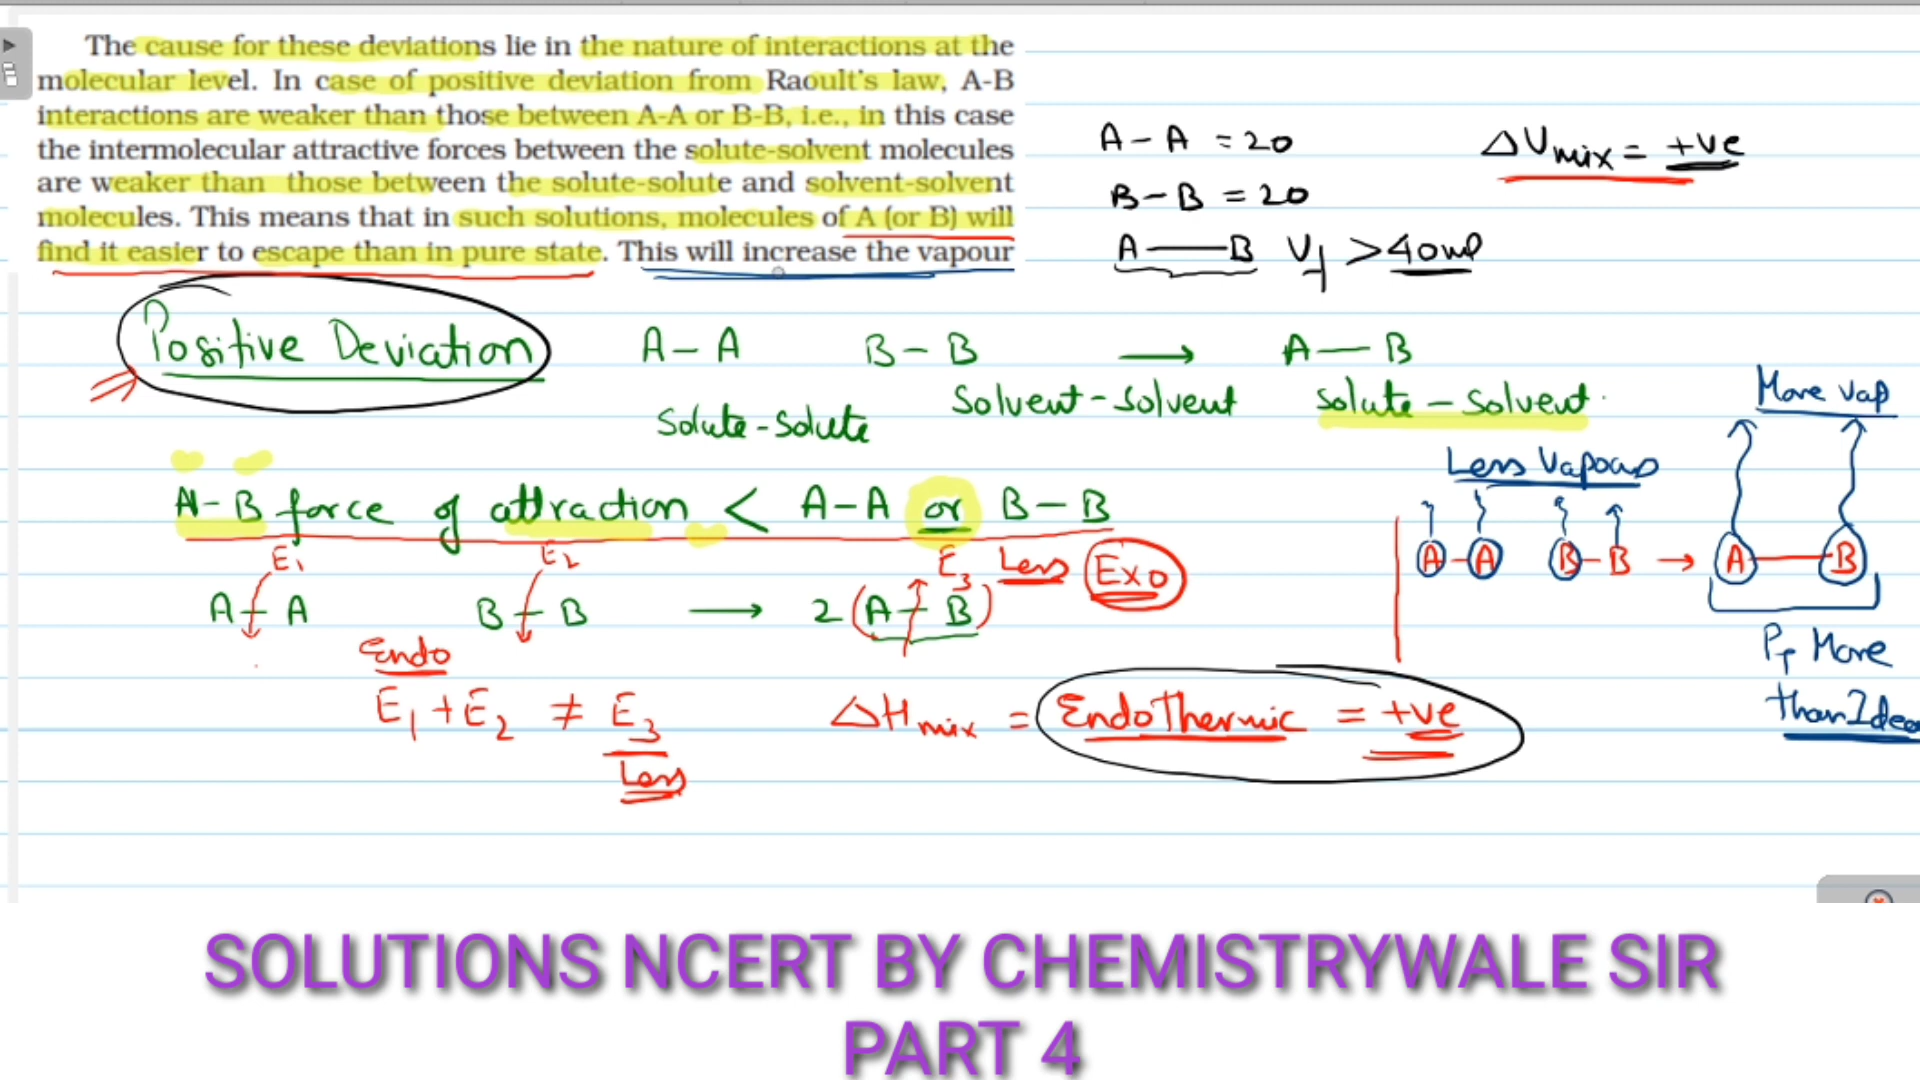 The cause for these deviations lie in the nature of interactions at the
molecular level. In case of positive deviation from Raoult's law, A-B
interactions are weaker than those between A-A or B-B, i.e., in this case
the intermolecular attractive forces between the solute-solvent molecules
are weaker than those between the solute-solute and solvent-solvent
molecules. This means that in such solutions, molecules of A (or B) will
find it easier to escape than in pure state. This will increase the vapour
A - A = 20
B - B = 20
A — B Vf > 40ml
ΔVmix = +ve
Positive Deviation
A - A B - B → A — B
Solute - Solute Solvent - Solvent Solute - Solvent
A - B force of attraction < A - A or B - B
E1 E2 E3 Less Exo
A - A B - B → 2 (A - B)
Endo
E1 + E2 ≠ E3
Less
ΔHmix = Endothermic = +ve
More vap
Less Vapours
A - A B - B → A — B
PT More
than Idea
SOLUTIONS NCERT BY CHEMISTRYWALE SIR
PART 4